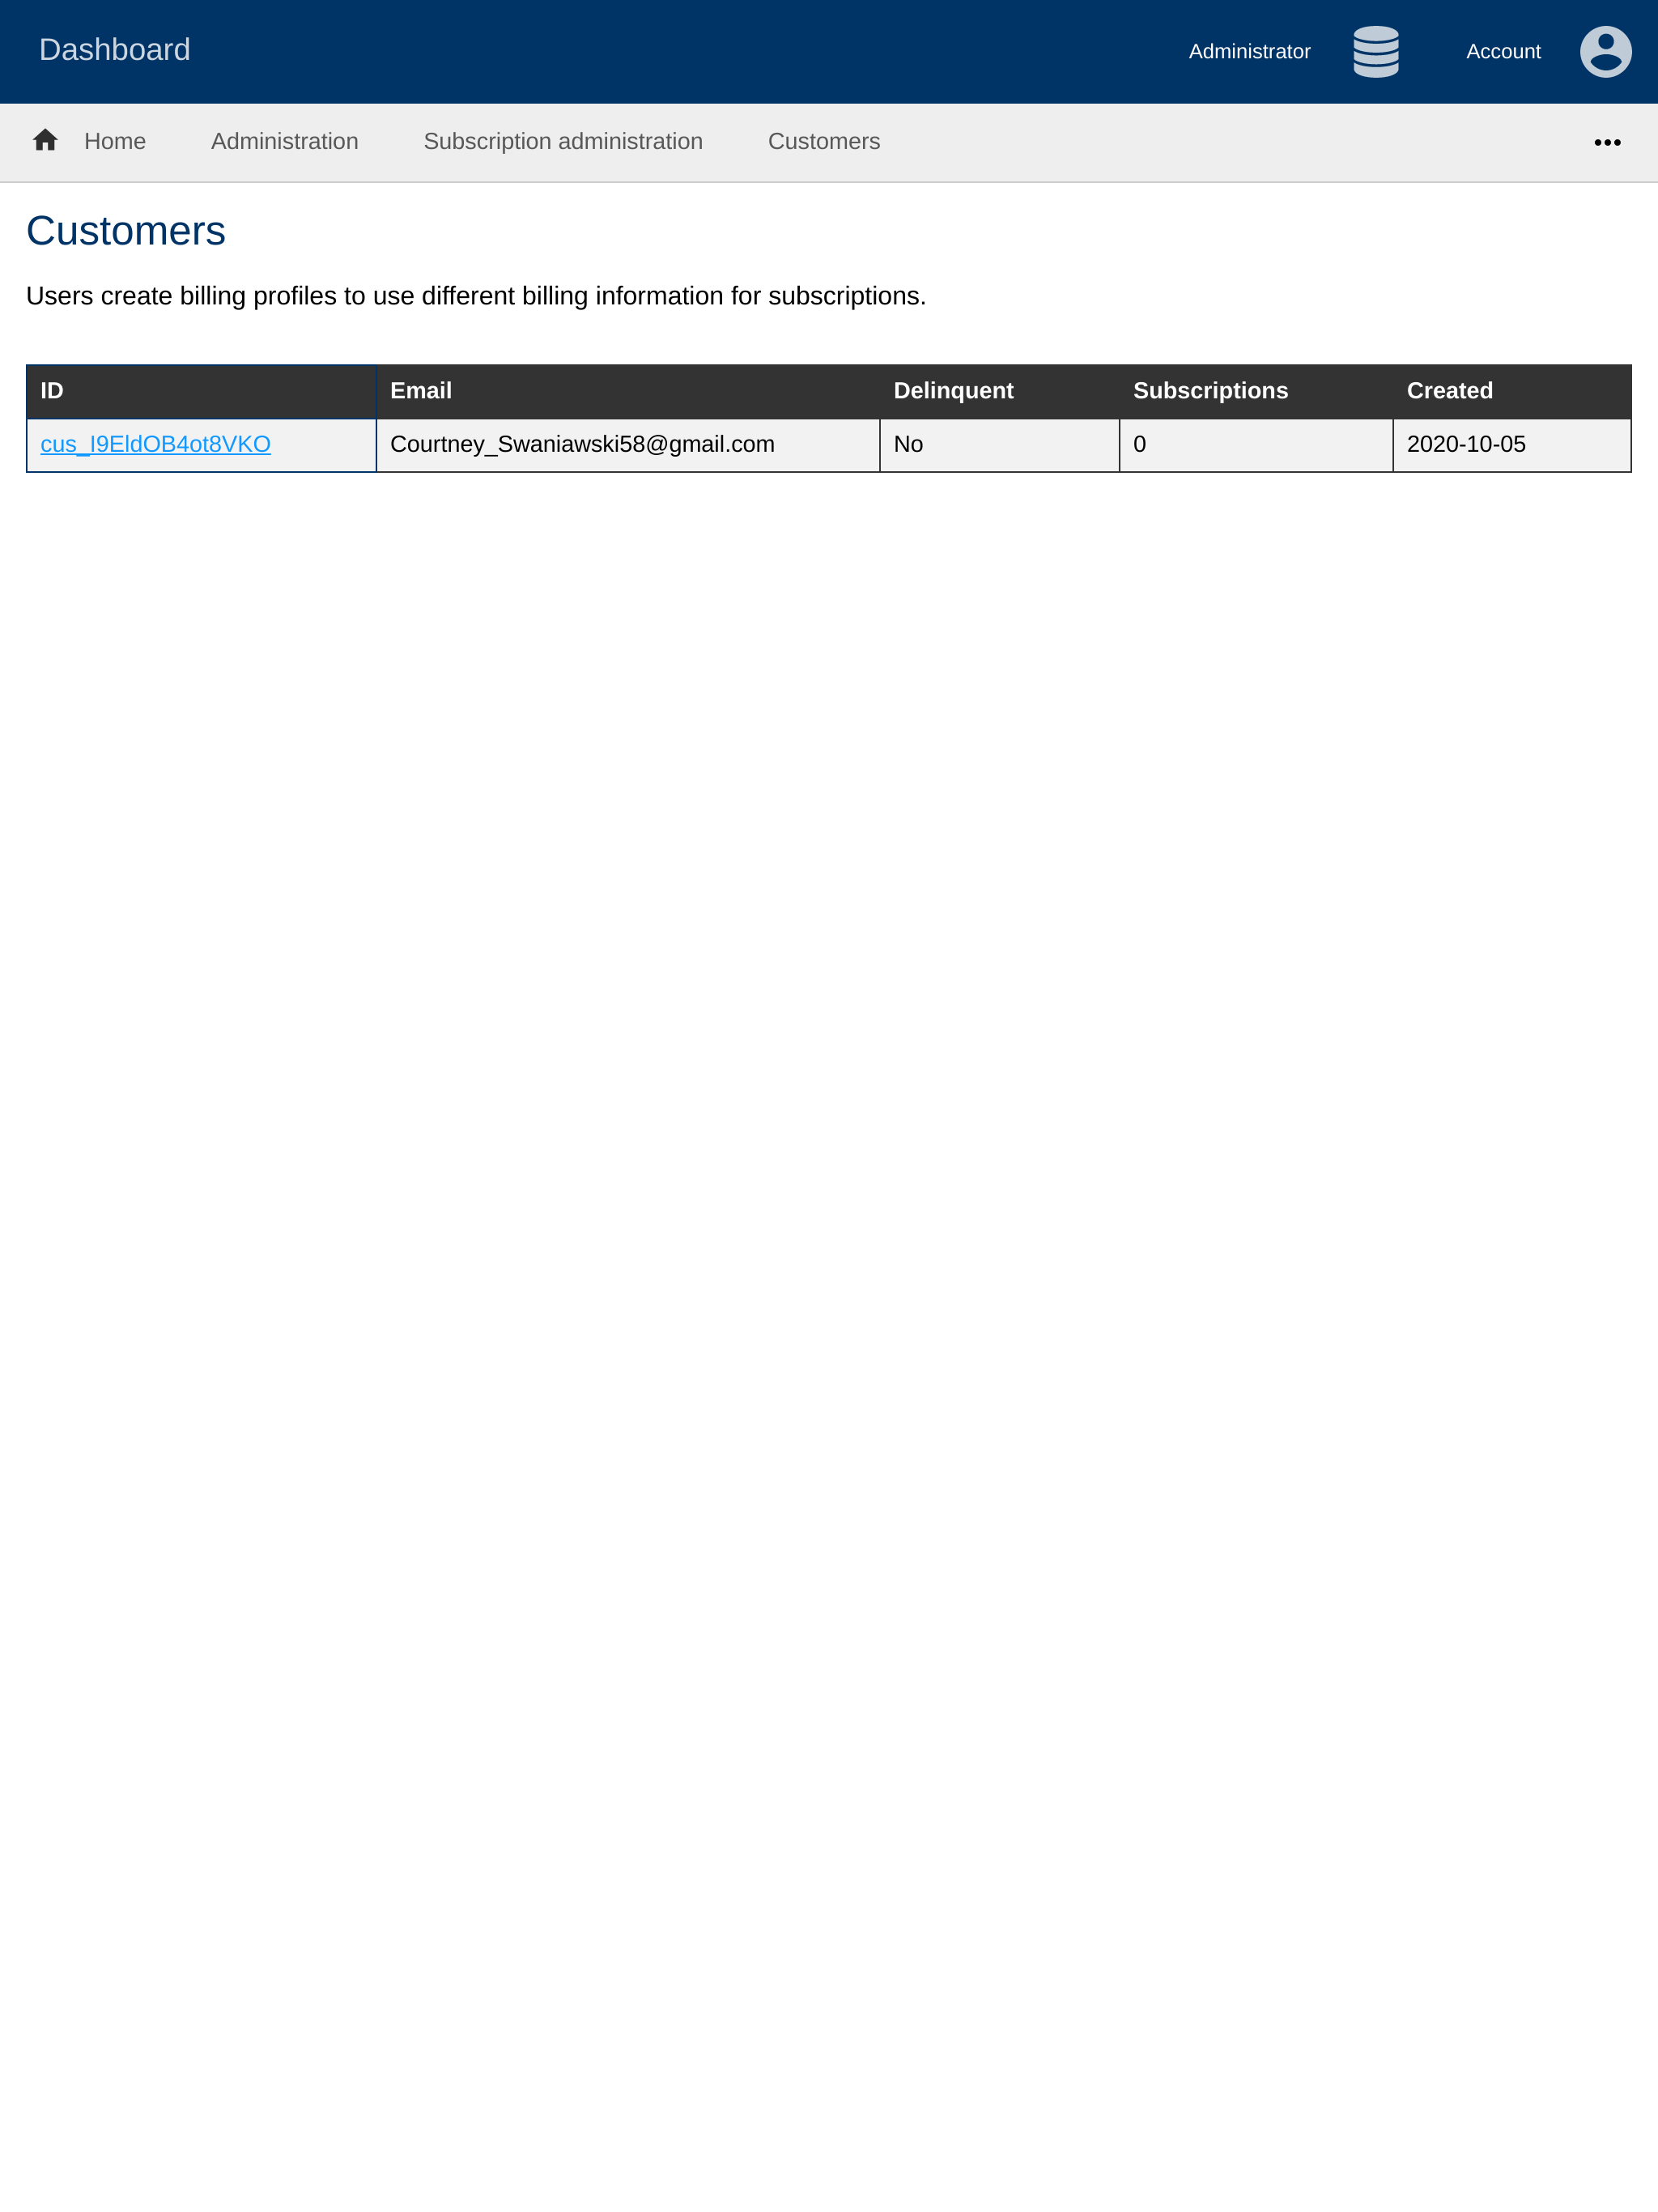 Dashboard
Administrator
Account
Home
Administration
Subscription administration
Customers
Customers
Users create billing profiles to use different billing information for subscriptions.
ID Email Delinquent Subscriptions Created
cus_I9EldOB4ot8VKO Courtney_Swaniawski58@gmail.com No 0 2020-10-05